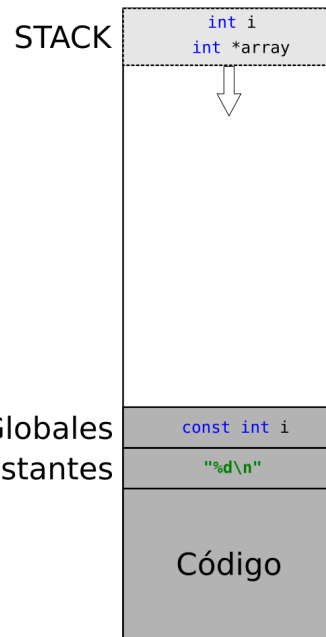 STACK
int i
int *array
Globales
const int i
stantes
"%d\n"
Código